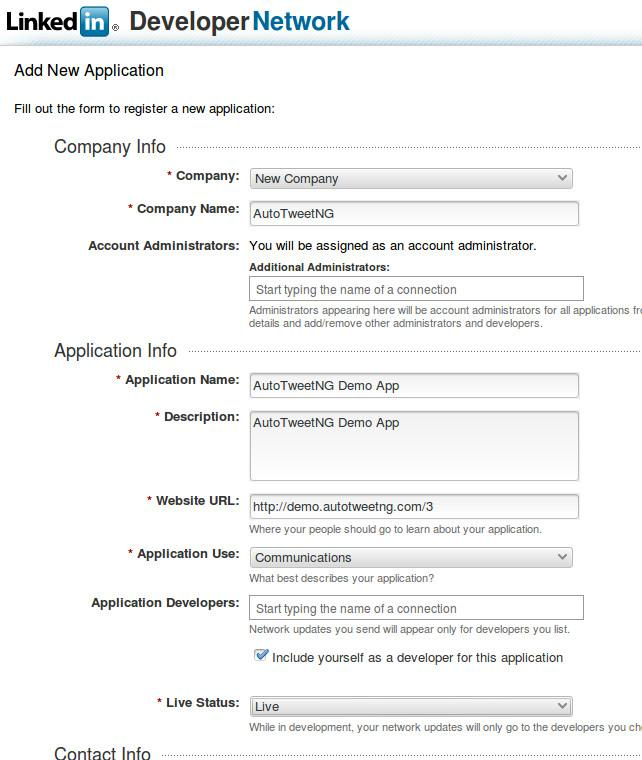 Linked in ® Developer Network
Add New Application
Fill out the form to register a new application:
Company Info
* Company: New Company
* Company Name: AutoTweetNG
Account Administrators: You will be assigned as an account administrator.
Additional Administrators:
Start typing the name of a connection
Administrators appearing here will be account administrators for all applications
details and add/remove other administrators and developers.
Application Info
* Application Name: AutoTweetNG Demo App
* Description: AutoTweetNG Demo App
* Website URL: http://demo.autotweetng.com/3
Where your people should go to learn about your application.
* Application Use: Communications
What best describes your application?
Application Developers: Start typing the name of a connection
Network updates you send will appear only for developers you list.
Include yourself as a developer for this application
* Live Status: Live
While in development, your network updates will only go to the developers you
Contact Info